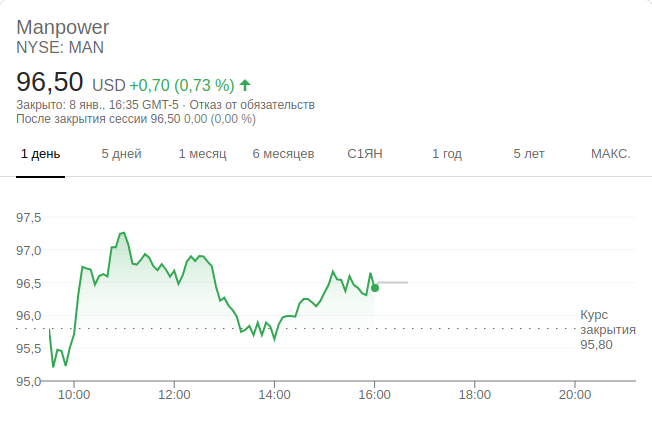 Manpower
NYSE: MAN
96,50 USD +0,70 (0,73 %)
Закрыто: 8 янв., 16:35 GMT-5 · Отказ от обязательств
После закрытия сессии 96,50 0,00 (0,00 %)
1 день 5 дней 1 месяц 6 месяцев С1ЯН 1 год 5 лет МАКС.
97,5
97,0
96,5
96,0
95,5
95,0
Курс
закрытия
95,80
10:00 12:00 14:00 16:00 18:00 20:00